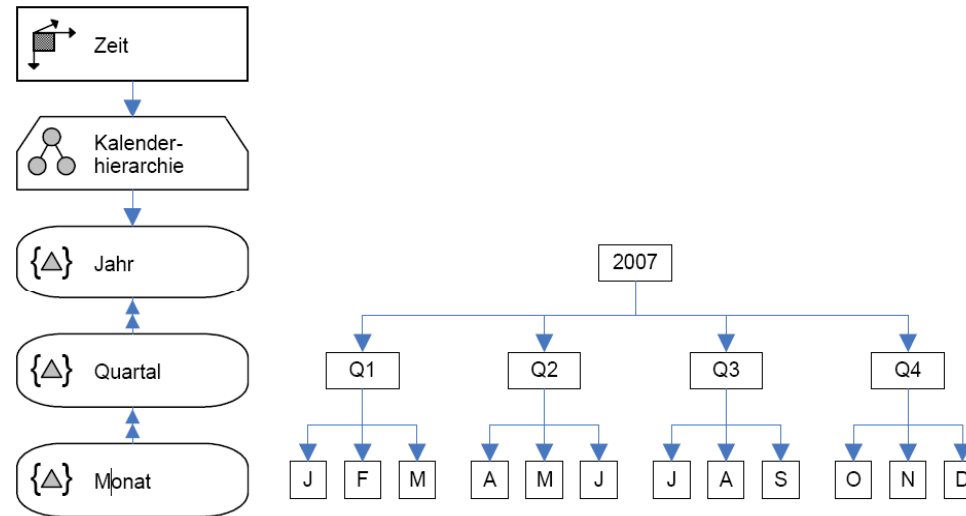 Zeit
Kalender-
hierarchie
Jahr
Quartal
Monat
2007
Q1 Q2 Q3 Q4
J F M A M J J A S O N D